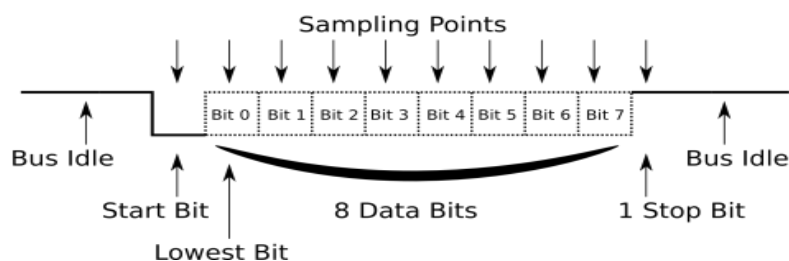 Sampling Points
Bit 0 Bit 1 Bit 2 Bit 3 Bit 4 Bit 5 Bit 6 Bit 7
Bus Idle Bus Idle
Start Bit 8 Data Bits 1 Stop Bit
Lowest Bit